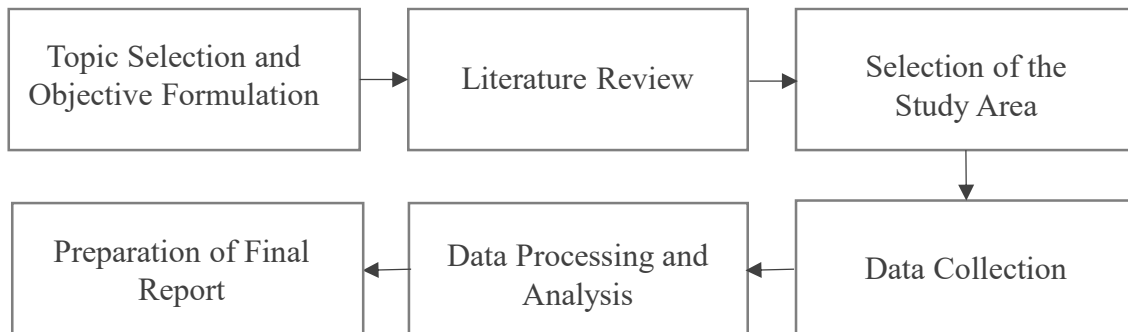 Topic Selection and
Objective Formulation
Literature Review
Selection of the
Study Area
Data Collection
Data Processing and
Analysis
Preparation of Final
Report